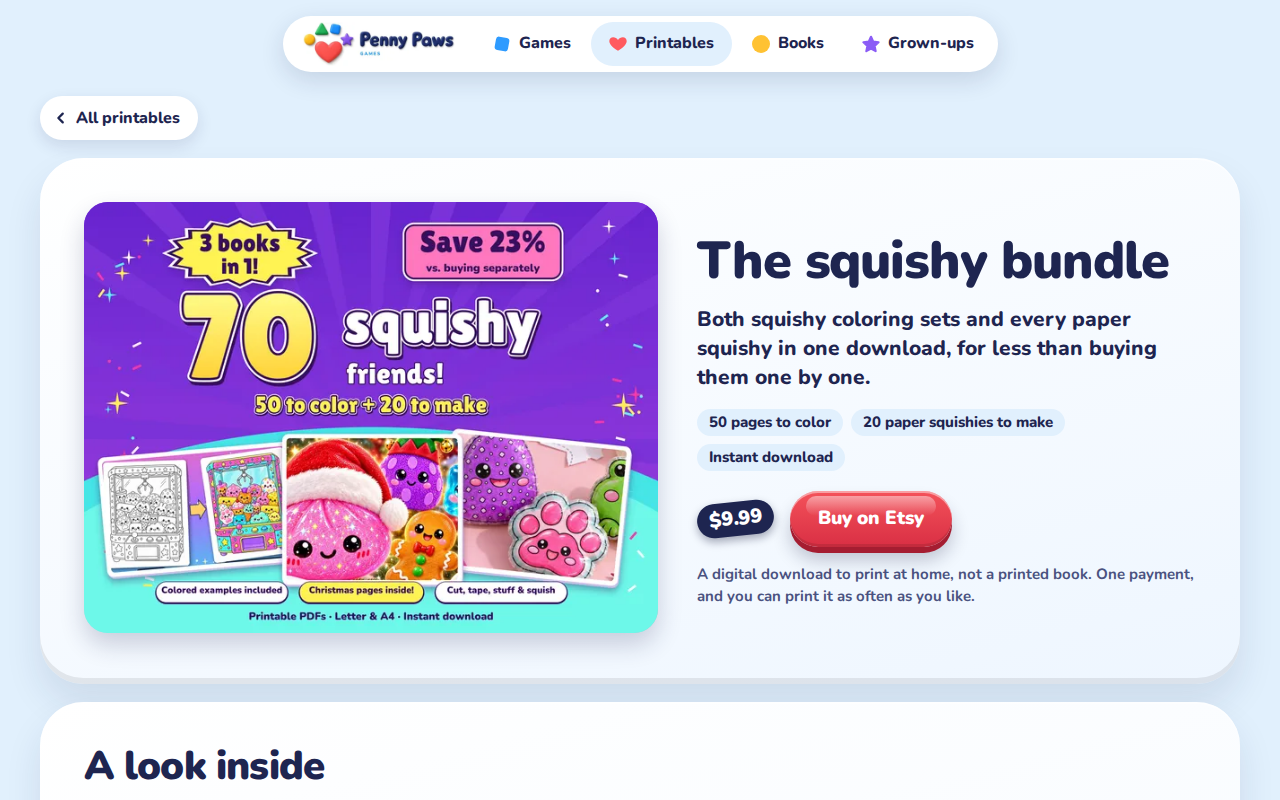 Penny Paws
GAMES
Games
Printables
Books
Grown-ups
All printables
3 books
in 1!
Save 23%
vs. buying separately
70
squishy
friends!
50 to color + 20 to make
Colored examples included
Christmas pages inside!
Cut, tape, stuff & squish
Printable PDFs · Letter & A4 · Instant download
The squishy bundle
Both squishy coloring sets and every paper
squishy in one download, for less than buying
them one by one.
50 pages to color
20 paper squishies to make
Instant download
$9.99
Buy on Etsy
A digital download to print at home, not a printed book. One payment,
and you can print it as often as you like.
A look inside